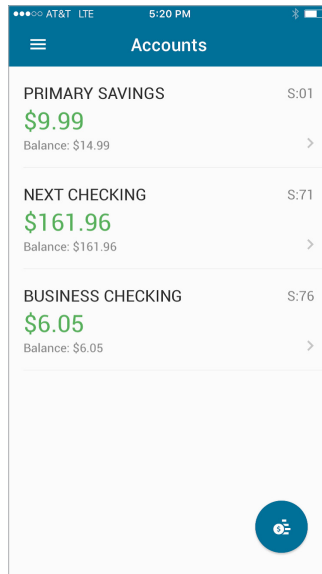 AT&T LTE 5:20 PM
Accounts
PRIMARY SAVINGS S:01
$9.99
Balance: $14.99
NEXT CHECKING S:71
$161.96
Balance: $161.96
BUSINESS CHECKING S:76
$6.05
Balance: $6.05
$